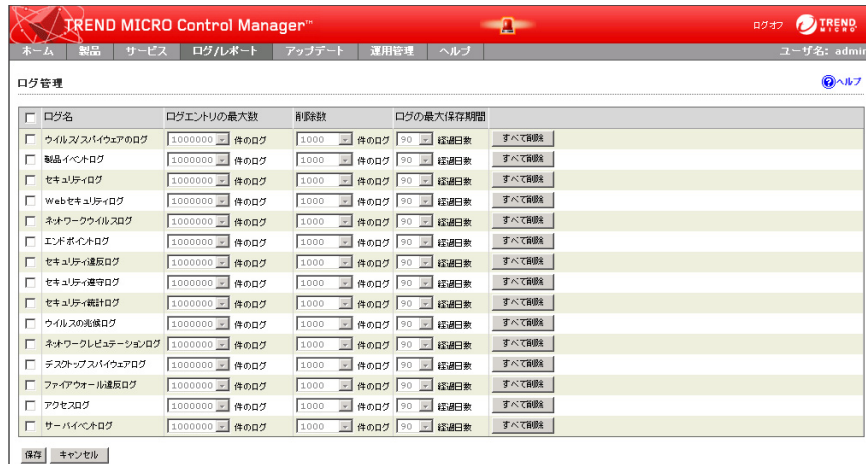 TREND MICRO Control Manager™
ログオフ
TREND MICRO
ホーム 製品 サービス ログ/レポート アップデート 運用管理 ヘルプ ユーザ名: admin
ログ管理 ヘルプ
ログ名 ログエントリの最大数 削除数 ログの最大保存期間
ウイルス/スパイウェアのログ 1000000 件のログ 1000 件のログ 90 経過日数 すべて削除
製品イベントログ 1000000 件のログ 1000 件のログ 90 経過日数 すべて削除
セキュリティログ 1000000 件のログ 1000 件のログ 90 経過日数 すべて削除
Webセキュリティログ 1000000 件のログ 1000 件のログ 90 経過日数 すべて削除
ネットワークウイルスログ 1000000 件のログ 1000 件のログ 90 経過日数 すべて削除
エンドポイントログ 1000000 件のログ 1000 件のログ 90 経過日数 すべて削除
セキュリティ違反ログ 1000000 件のログ 1000 件のログ 90 経過日数 すべて削除
セキュリティ遵守ログ 1000000 件のログ 1000 件のログ 90 経過日数 すべて削除
セキュリティ統計ログ 1000000 件のログ 1000 件のログ 90 経過日数 すべて削除
ウイルスの兆候ログ 1000000 件のログ 1000 件のログ 90 経過日数 すべて削除
ネットワークレピュテーションログ 1000000 件のログ 1000 件のログ 90 経過日数 すべて削除
デスクトップスパイウェアログ 1000000 件のログ 1000 件のログ 90 経過日数 すべて削除
ファイアウォール違反ログ 1000000 件のログ 1000 件のログ 90 経過日数 すべて削除
アクセスログ 1000000 件のログ 1000 件のログ 90 経過日数 すべて削除
サーバイベントログ 1000000 件のログ 1000 件のログ 90 経過日数 すべて削除
保存 キャンセル